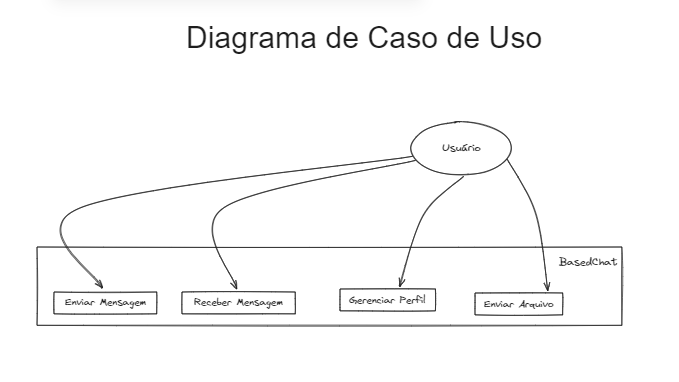 Diagrama de Caso de Uso
Usuário
BasedChat
Enviar Mensagem
Receber Mensagem
Gerenciar Perfil
Enviar Arquivo